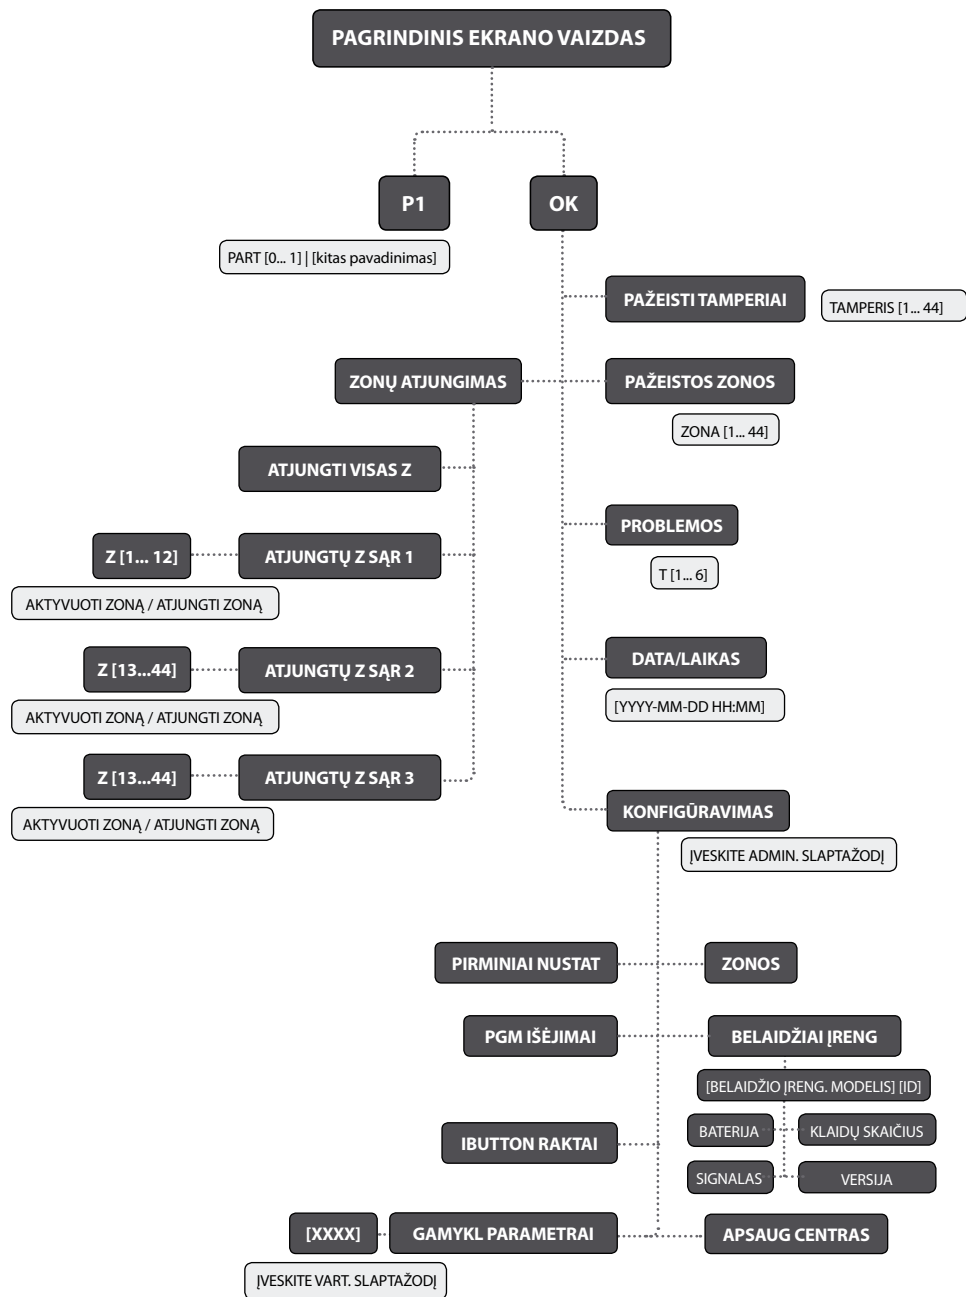 PAGRINDINIS EKRANO VAIZDAS
P1
OK
PART [0... 1] | [kitas pavadinimas]
PAŽEISTI TAMPERIAI
TAMPERIS [1... 44]
ZONŲ ATJUNGIMAS
PAŽEISTOS ZONOS
ZONA [1... 44]
ATJUNGTI VISAS Z
PROBLEMOS
T [1... 6]
Z [1... 12]
ATJUNGTŲ Z SĄR 1
AKTYVUOTI ZONĄ / ATJUNGTI ZONĄ
Z [13...44]
ATJUNGTŲ Z SĄR 2
DATA/LAIKAS
AKTYVUOTI ZONĄ / ATJUNGTI ZONĄ
[YYYY-MM-DD HH:MM]
Z [13...44]
ATJUNGTŲ Z SĄR 3
AKTYVUOTI ZONĄ / ATJUNGTI ZONĄ
KONFIGŪRAVIMAS
ĮVESKITE ADMIN. SLAPTAŽODĮ
PIRMINIAI NUSTAT
ZONOS
PGM IŠĖJIMAI
BELAIDŽIAI ĮRENG
[BELAIDŽIO ĮRENG. MODELIS] [ID]
BATERIJA
KLAIDŲ SKAIČIUS
IBUTTON RAKTAI
SIGNALAS
VERSIJA
[XXXX]
GAMYKL PARAMETRAI
APSAUG CENTRAS
ĮVESKITE VART. SLAPTAŽODĮ